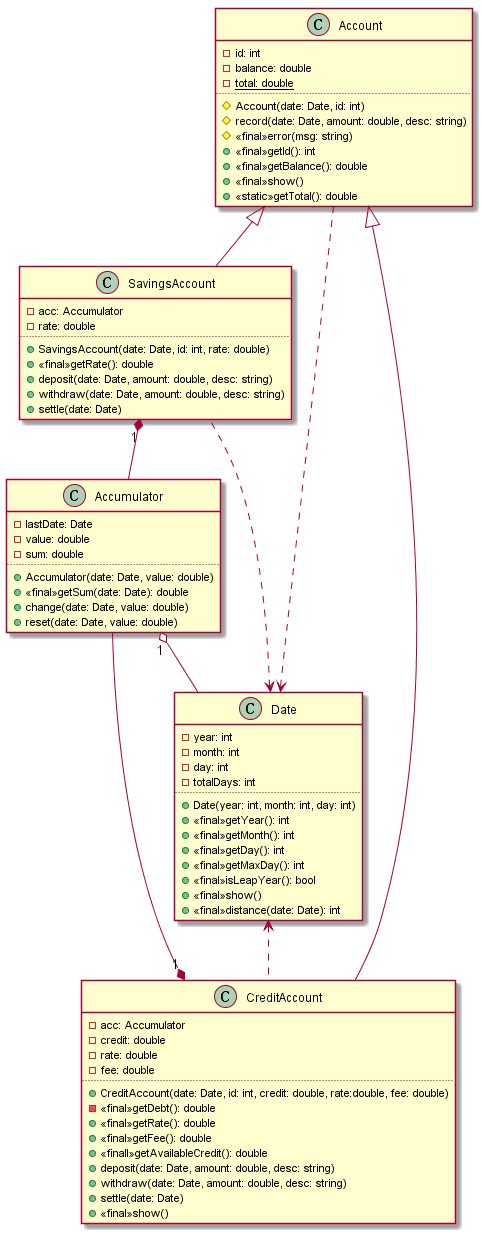 C Account
id: int
balance: double
total: double
Account(date: Date, id: int)
record(date: Date, amount: double, desc: string)
«final»error(msg: string)
«final»getId(): int
«final»getBalance(): double
«final»show()
«static»getTotal(): double
C SavingsAccount
acc: Accumulator
rate: double
SavingsAccount(date: Date, id: int, rate: double)
«final»getRate(): double
deposit(date: Date, amount: double, desc: string)
withdraw(date: Date, amount: double, desc: string)
settle(date: Date)
1
C Accumulator
lastDate: Date
value: double
sum: double
Accumulator(date: Date, value: double)
«final»getSum(date: Date): double
change(date: Date, value: double)
reset(date: Date, value: double)
1
C Date
year: int
month: int
day: int
totalDays: int
Date(year: int, month: int, day: int)
«final»getYear(): int
«final»getMonth(): int
«final»getDay(): int
«final»getMaxDay(): int
«final»isLeapYear(): bool
«final»show()
«final»distance(date: Date): int
1
C CreditAccount
acc: Accumulator
credit: double
rate: double
fee: double
CreditAccount(date: Date, id: int, credit: double, rate:double, fee: double)
«final»getDebt(): double
«final»getRate(): double
«final»getFee(): double
«finall»getAvailableCredit(): double
deposit(date: Date, amount: double, desc: string)
withdraw(date: Date, amount: double, desc: string)
settle(date: Date)
«final»show()